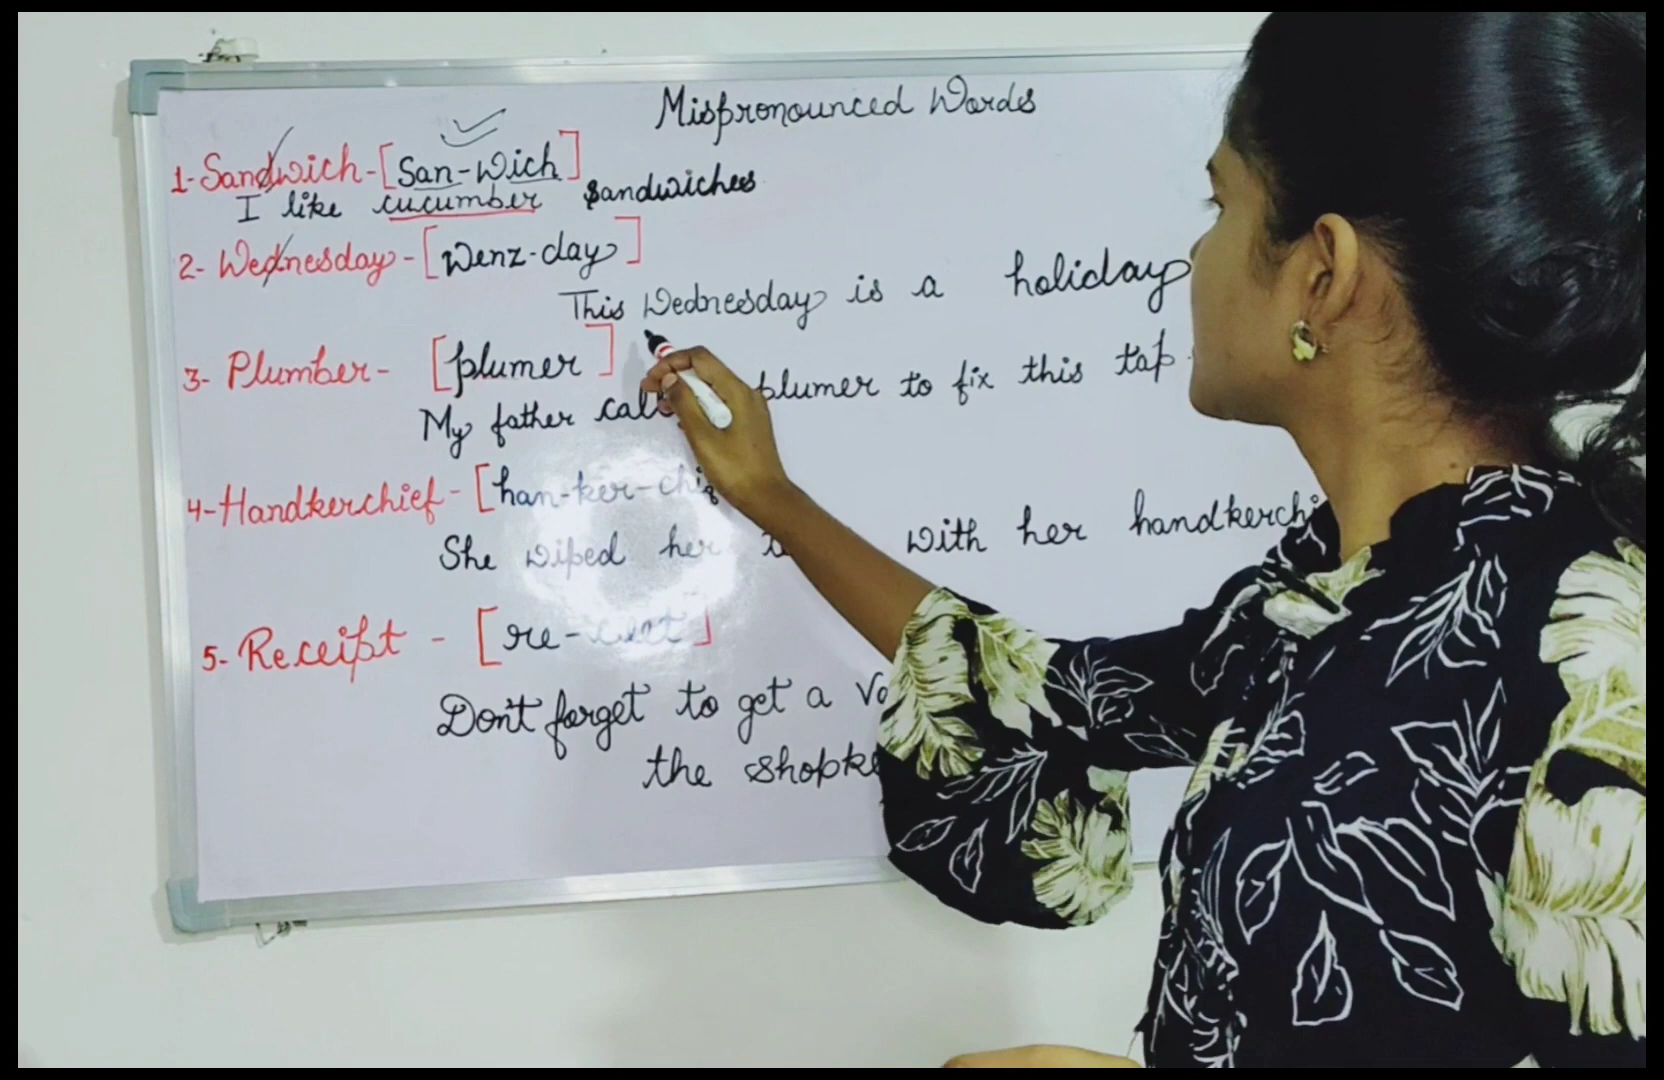 Mispronounced Words
1- Sandwich - [San-Wich]
I like cucumber Sandwiches
2- Wednesday - [Wenz-day]
This Wednesday is a holiday
3- Plumber - [plumer]
My father plumer to fix this tap.
4- Handkerchief - [han-ker-
She wiped her with her
5- Receipt - [re-
Don't forget to get a
the